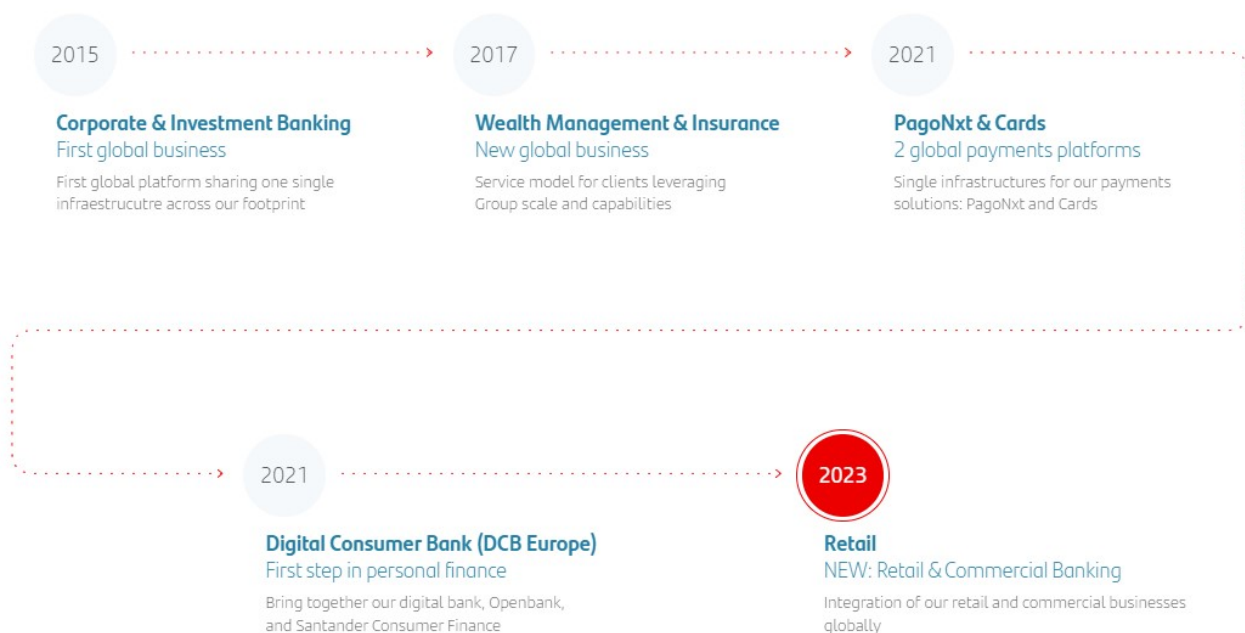 2015
Corporate & Investment Banking
First global business
First global platform sharing one single
infraestrucutre across our footprint
2017
Wealth Management & Insurance
New global business
Service model for clients leveraging
Group scale and capabilities
2021
PagoNxt & Cards
2 global payments platforms
Single infrastructures for our payments
solutions: PagoNxt and Cards
2021
Digital Consumer Bank (DCB Europe)
First step in personal finance
Bring together our digital bank, Openbank,
and Santander Consumer Finance
2023
Retail
NEW: Retail & Commercial Banking
Integration of our retail and commercial businesses
globally